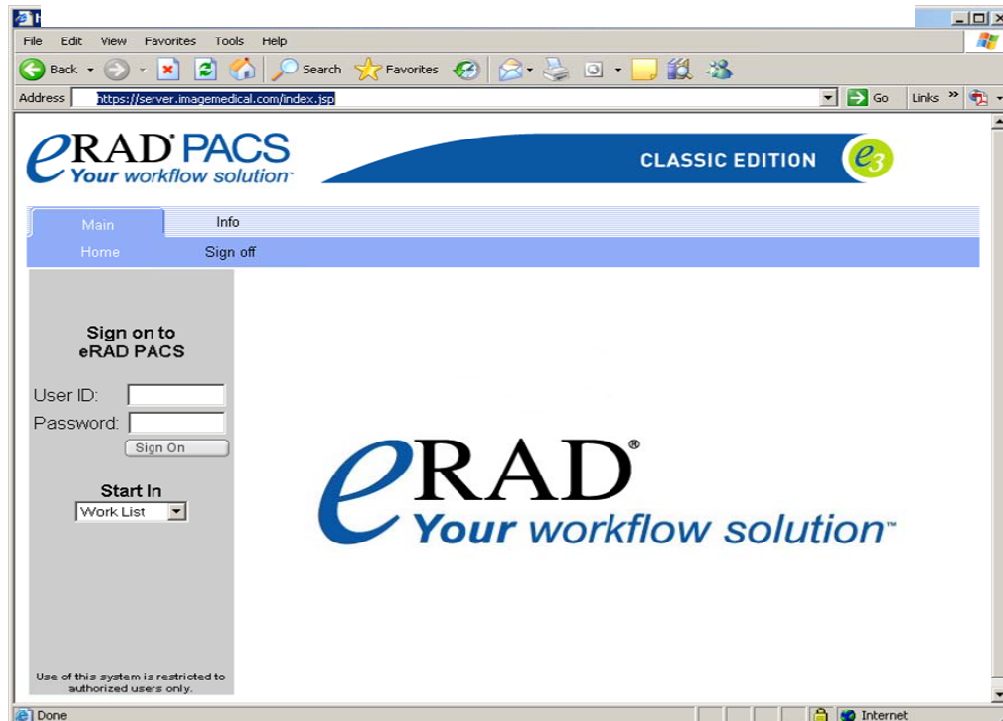 File Edit View Favorites Tools Help
Back Search Favorites
Address https://server.imagemedical.com/index.jsp Go Links »
eRAD PACS CLASSIC EDITION e3
Your workflow solution
Main Info
Home Sign off
Sign on to
eRAD PACS
User ID:
Password:
Sign On
Start In
Work List
eRAD®
Your workflow solution™
Use of this system is restricted to
authorized users only.
Done Internet